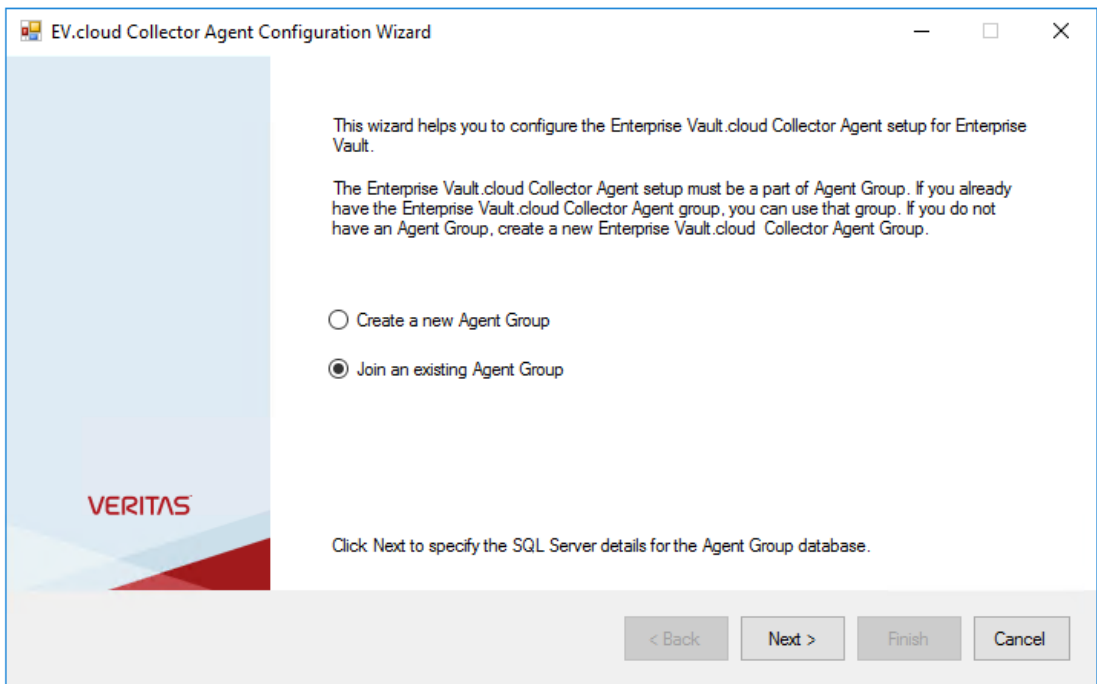 EV.cloud Collector Agent Configuration Wizard
This wizard helps you to configure the Enterprise Vault.cloud Collector Agent setup for Enterprise
Vault.
The Enterprise Vault.cloud Collector Agent setup must be a part of Agent Group. If you already
have the Enterprise Vault.cloud Collector Agent group, you can use that group. If you do not
have an Agent Group, create a new Enterprise Vault.cloud  Collector Agent Group.
Create a new Agent Group
Join an existing Agent Group
VERITAS
Click Next to specify the SQL Server details for the Agent Group database.
< Back
Next >
Finish
Cancel